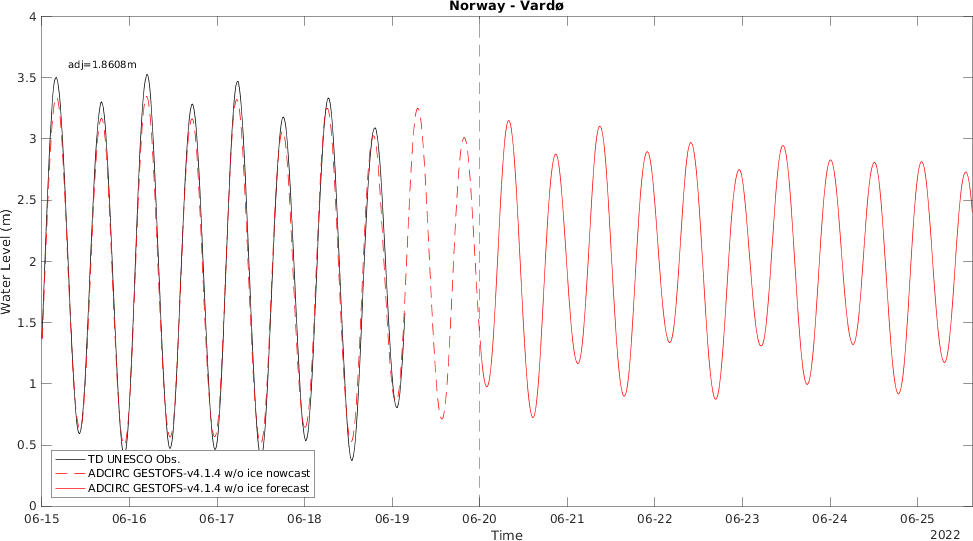 Norway - Vardø
4
adj=1.8608m
3.5
3
2.5
2
1.5
1
0.5
0
Water Level (m)
TD UNESCO Obs.
ADCIRC GESTOFS-v4.1.4 w/o ice nowcast
ADCIRC GESTOFS-v4.1.4 w/o ice forecast
06-15 06-16 06-17 06-18 06-19 06-20 06-21 06-22 06-23 06-24 06-25
Time
2022